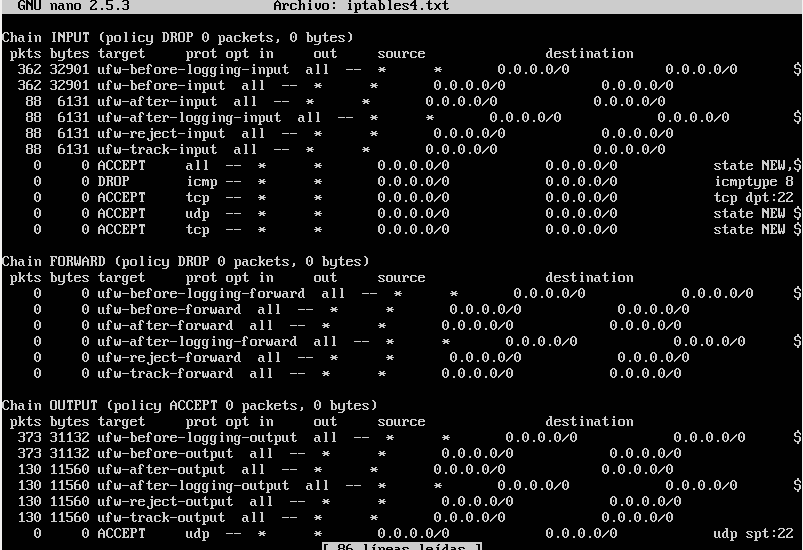 GNU nano 2.5.3 Archivo: iptables4.txt
Chain INPUT (policy DROP 0 packets, 0 bytes)
pkts bytes target prot opt in out source destination
362 32901 ufw-before-logging-input all -- * * 0.0.0.0/0 0.0.0.0/0 $
362 32901 ufw-before-input all -- * * 0.0.0.0/0 0.0.0.0/0
88 6131 ufw-after-input all -- * * 0.0.0.0/0 0.0.0.0/0
88 6131 ufw-after-logging-input all -- * * 0.0.0.0/0 0.0.0.0/0 $
88 6131 ufw-reject-input all -- * * 0.0.0.0/0 0.0.0.0/0
88 6131 ufw-track-input all -- * * 0.0.0.0/0 0.0.0.0/0
0 0 ACCEPT all -- * * 0.0.0.0/0 0.0.0.0/0 state NEW,$
0 0 DROP icmp -- * * 0.0.0.0/0 0.0.0.0/0 icmptype 8
0 0 ACCEPT tcp -- * * 0.0.0.0/0 0.0.0.0/0 tcp dpt:22
0 0 ACCEPT udp -- * * 0.0.0.0/0 0.0.0.0/0 state NEW $
0 0 ACCEPT tcp -- * * 0.0.0.0/0 0.0.0.0/0 state NEW $
Chain FORWARD (policy DROP 0 packets, 0 bytes)
pkts bytes target prot opt in out source destination
0 0 ufw-before-logging-forward all -- * * 0.0.0.0/0 0.0.0.0/0 $
0 0 ufw-before-forward all -- * * 0.0.0.0/0 0.0.0.0/0
0 0 ufw-after-forward all -- * * 0.0.0.0/0 0.0.0.0/0
0 0 ufw-after-logging-forward all -- * * 0.0.0.0/0 0.0.0.0/0 $
0 0 ufw-reject-forward all -- * * 0.0.0.0/0 0.0.0.0/0
0 0 ufw-track-forward all -- * * 0.0.0.0/0 0.0.0.0/0
Chain OUTPUT (policy ACCEPT 0 packets, 0 bytes)
pkts bytes target prot opt in out source destination
373 31132 ufw-before-logging-output all -- * * 0.0.0.0/0 0.0.0.0/0 $
373 31132 ufw-before-output all -- * * 0.0.0.0/0 0.0.0.0/0
130 11560 ufw-after-output all -- * * 0.0.0.0/0 0.0.0.0/0
130 11560 ufw-after-logging-output all -- * * 0.0.0.0/0 0.0.0.0/0 $
130 11560 ufw-reject-output all -- * * 0.0.0.0/0 0.0.0.0/0
130 11560 ufw-track-output all -- * * 0.0.0.0/0 0.0.0.0/0
0 0 ACCEPT udp -- * * 0.0.0.0/0 0.0.0.0/0 udp spt:22
[ 86 líneas leídas ]